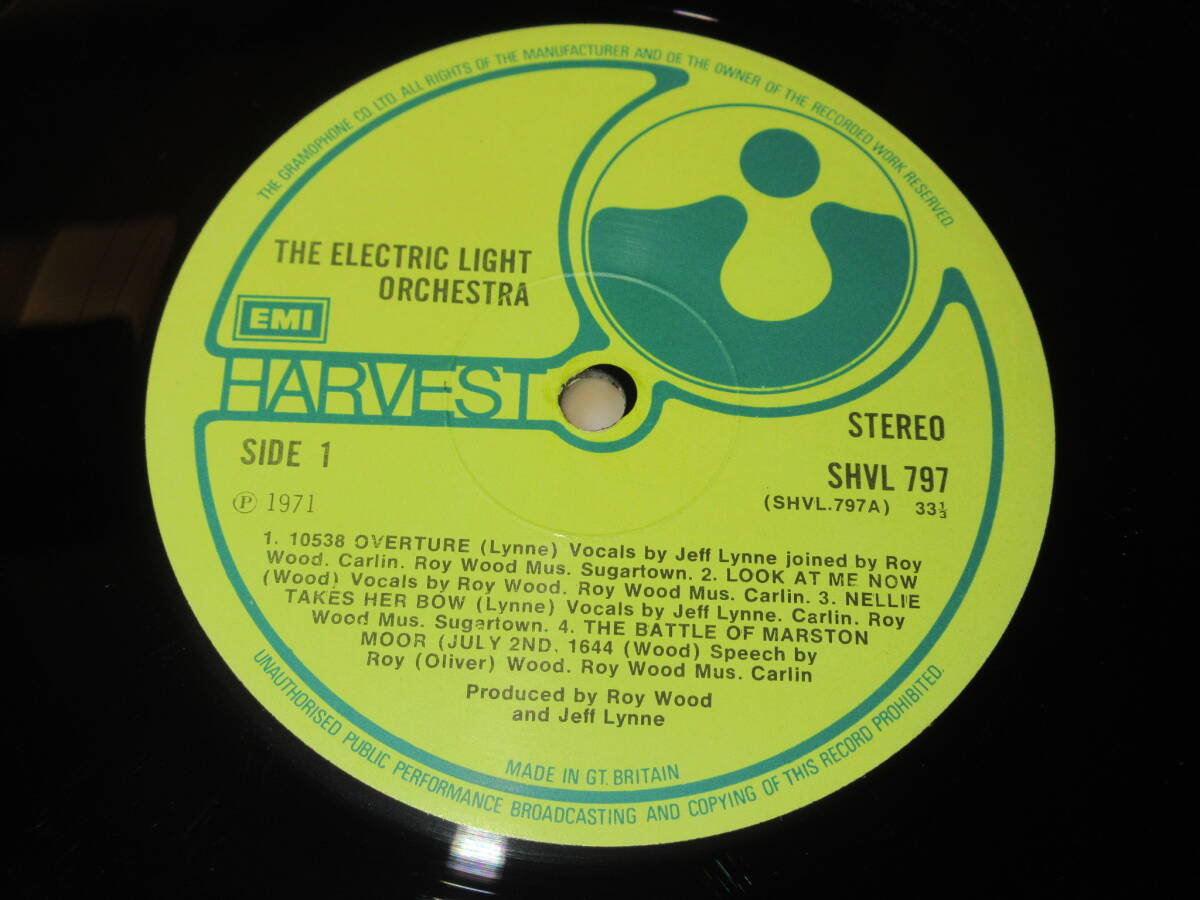 THE GRAMOPHONE CO. LTD. ALL RIGHTS OF THE MANUFACTURER AND OF THE OWNER OF THE RECORDED WORK RESERVED.
THE ELECTRIC LIGHT
ORCHESTRA
EMI
HARVEST
SIDE 1
STEREO
SHVL 797
℗ 1971
(SHVL.797A) 33⅓
1. 10538 OVERTURE (Lynne) Vocals by Jeff Lynne joined by Roy
Wood. Carlin. Roy Wood Mus. Sugartown. 2. LOOK AT ME NOW
(Wood) Vocals by Roy Wood. Roy Wood Mus. Carlin. 3. NELLIE
TAKES HER BOW (Lynne) Vocals by Jeff Lynne. Carlin. Roy
Wood Mus. Sugartown. 4. THE BATTLE OF MARSTON
MOOR (JULY 2ND. 1644 (Wood) Speech by
Roy (Oliver) Wood. Roy Wood Mus. Carlin
Produced by Roy Wood
and Jeff Lynne
MADE IN GT. BRITAIN
UNAUTHORISED PUBLIC PERFORMANCE BROADCASTING AND COPYING OF THIS RECORD PROHIBITED.